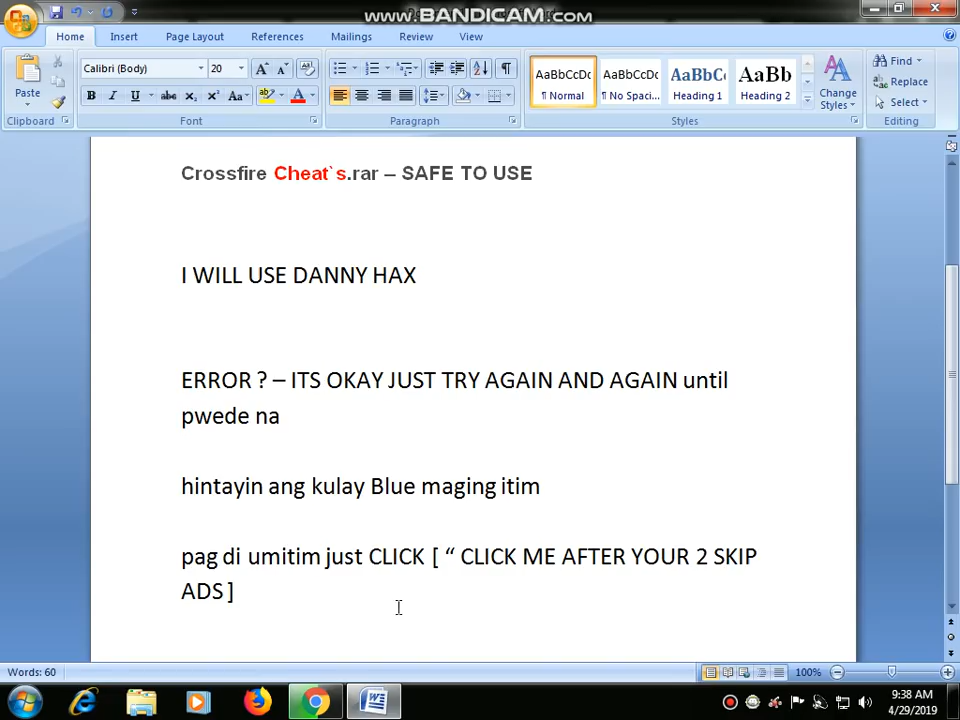 www.BANDICAM.com
Home Insert Page Layout References Mailings Review View
Paste
Calibri (Body) 20
Clipboard Font Paragraph Styles Editing
AaBbCcDc AaBbCcDc AaBbC AaBb
¶ Normal ¶ No Spaci... Heading 1 Heading 2
Change Styles
Find
Replace
Select
Crossfire Cheat`s.rar – SAFE TO USE
I WILL USE DANNY HAX
ERROR ? – ITS OKAY JUST TRY AGAIN AND AGAIN until
pwede na
hintayin ang kulay Blue maging itim
pag di umitim just CLICK [ “ CLICK ME AFTER YOUR 2 SKIP
ADS ]
Words: 60 100%
9:38 AM
4/29/2019